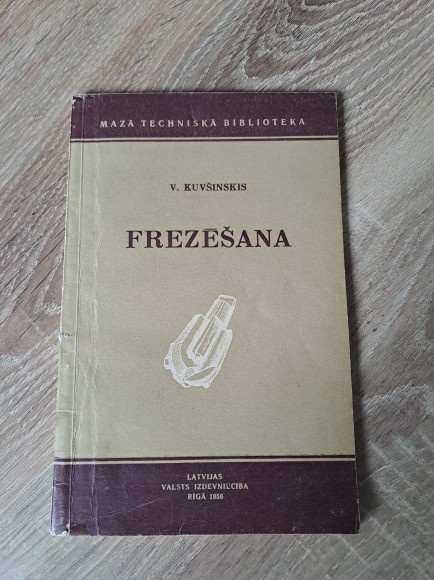 MAZĀ TECHNISKĀ BIBLIOTEKA
V. KUVŠINSKIS
FREZĒŠANA
LATVIJAS
VALSTS IZDEVNIECĪBA
RĪGĀ 1956